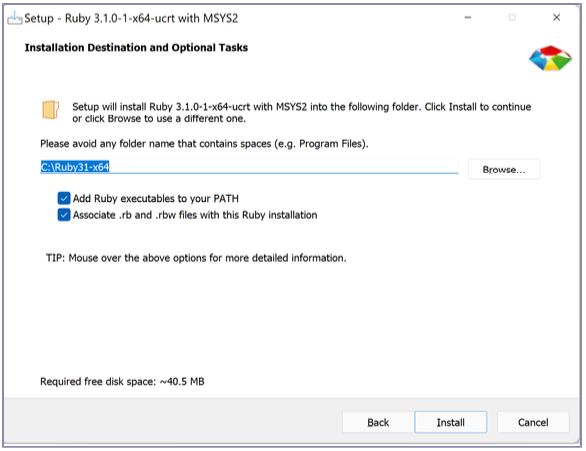 Setup - Ruby 3.1.0-1-x64-ucrt with MSYS2
Installation Destination and Optional Tasks
Setup will install Ruby 3.1.0-1-x64-ucrt with MSYS2 into the following folder. Click Install to continue
or click Browse to use a different one.
Please avoid any folder name that contains spaces (e.g. Program Files).
C:\Ruby31-x64
Browse...
Add Ruby executables to your PATH
Associate .rb and .rbw files with this Ruby installation
TIP: Mouse over the above options for more detailed information.
Required free disk space: ~40.5 MB
Back Install Cancel